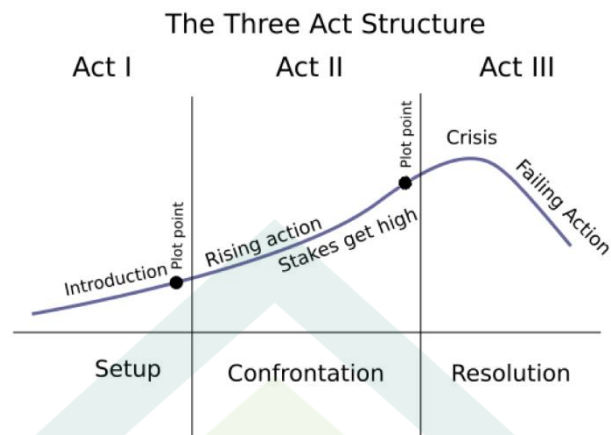 The Three Act Structure
Act I
Act II
Act III
Introduction
Plot point
Rising action
Stakes get high
Plot point
Crisis
Failing Action
Setup
Confrontation
Resolution